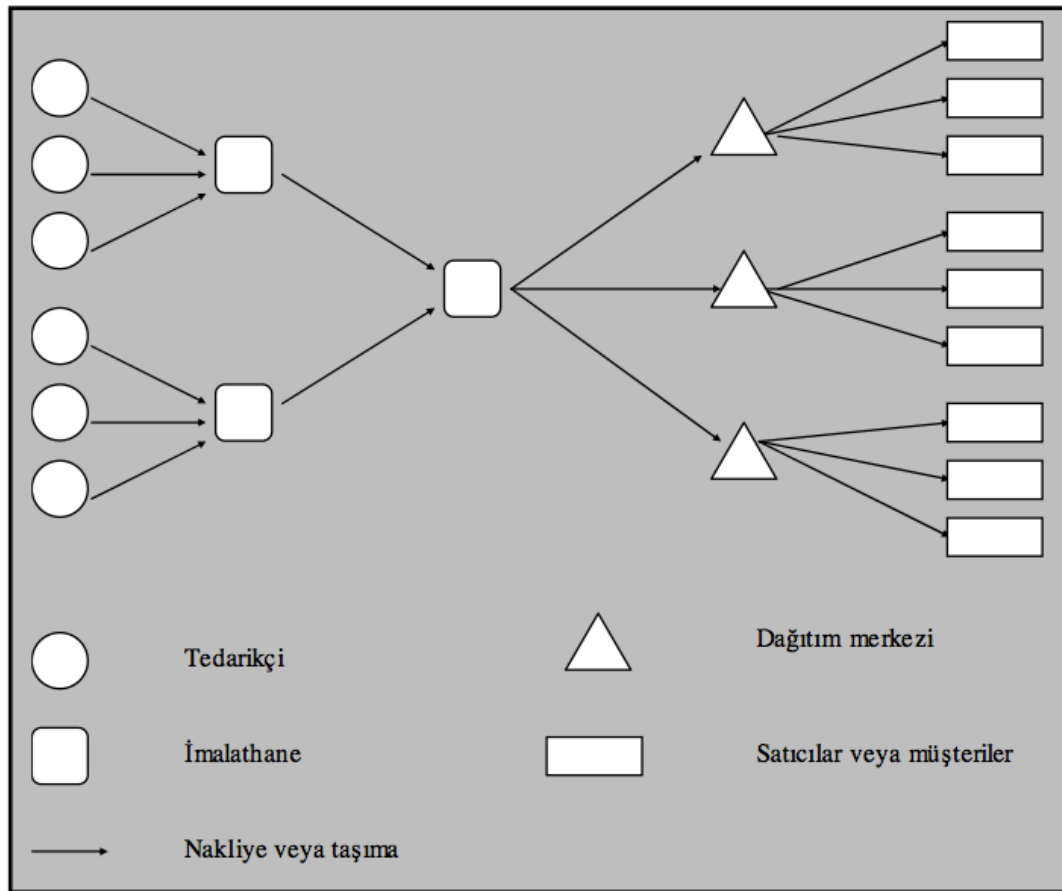 Tedarikçi
Dağıtım merkezi
İmalathane
Satıcılar veya müşteriler
Nakliye veya taşıma